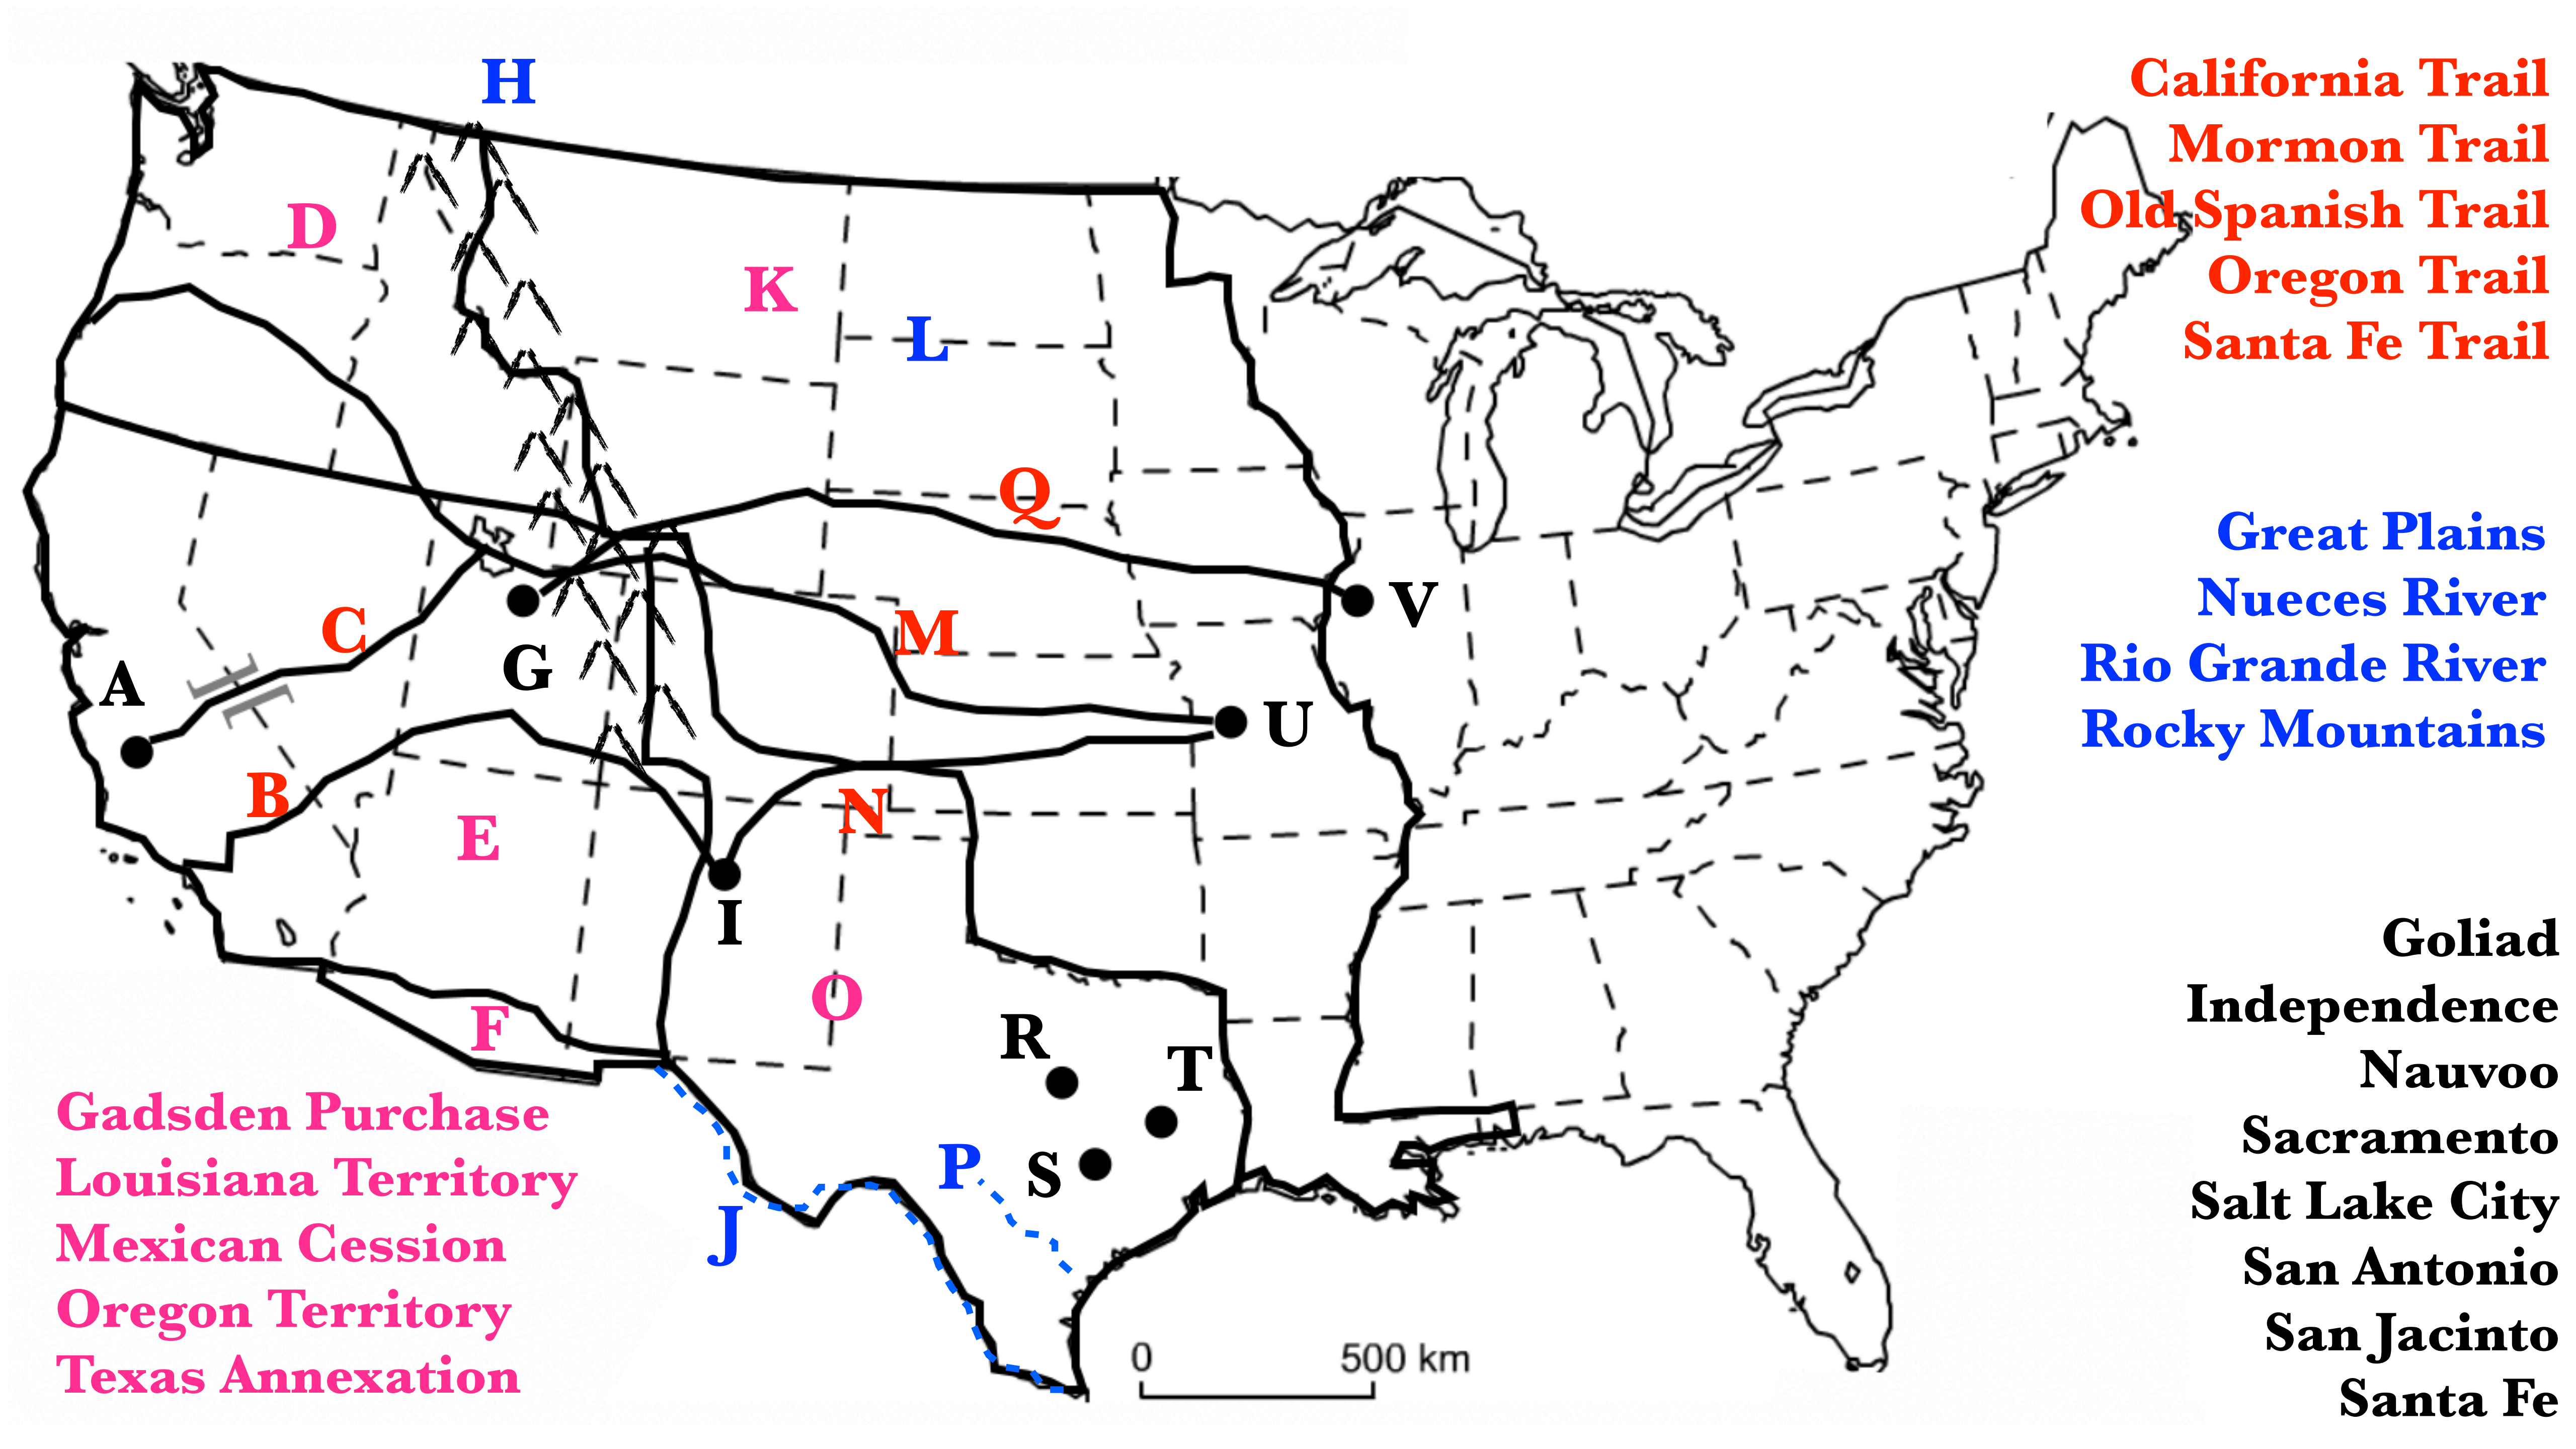 H
D
K
L
Q
C
M
V
A
G
U
B
N
E
I
O
F
R
T
P
S
J
0 500 km
California Trail
Mormon Trail
Old Spanish Trail
Oregon Trail
Santa Fe Trail
Great Plains
Nueces River
Rio Grande River
Rocky Mountains
Goliad
Independence
Nauvoo
Sacramento
Salt Lake City
San Antonio
San Jacinto
Santa Fe
Gadsden Purchase
Louisiana Territory
Mexican Cession
Oregon Territory
Texas Annexation